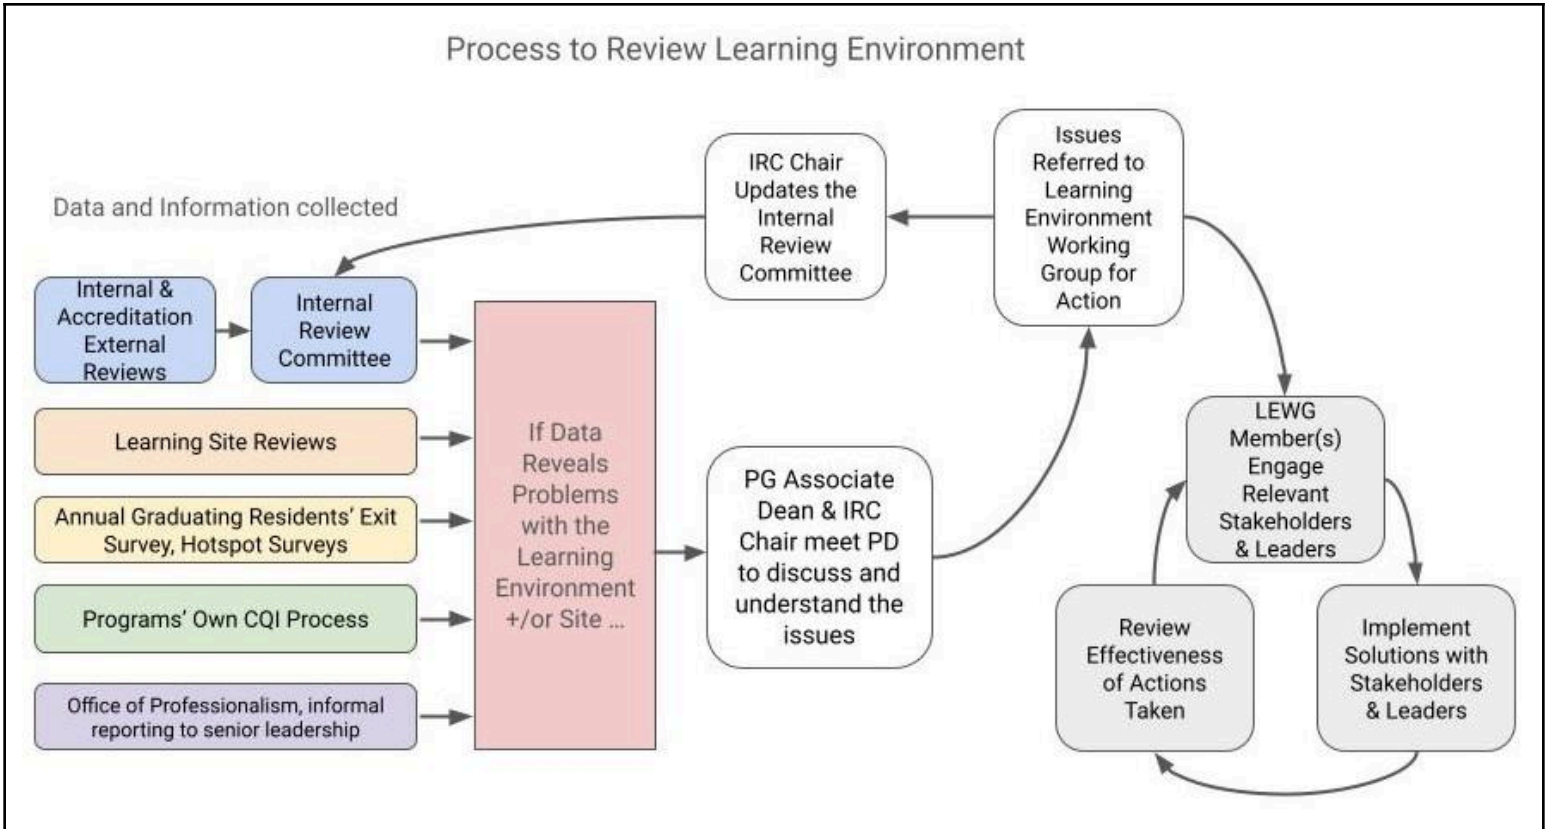 Process to Review Learning Environment
Data and Information collected
Internal &
Accreditation
External
Reviews
Internal
Review
Committee
Learning Site Reviews
Annual Graduating Residents’ Exit
Survey, Hotspot Surveys
Programs’ Own CQI Process
Office of Professionalism, informal
reporting to senior leadership
If Data
Reveals
Problems
with the
Learning
Environment
+/or Site ...
PG Associate
Dean & IRC
Chair meet PD
to discuss and
understand the
issues
IRC Chair
Updates the
Internal
Review
Committee
Issues
Referred to
Learning
Environment
Working
Group for
Action
LEWG
Member(s)
Engage
Relevant
Stakeholders
& Leaders
Implement
Solutions with
Stakeholders
& Leaders
Review
Effectiveness
of Actions
Taken